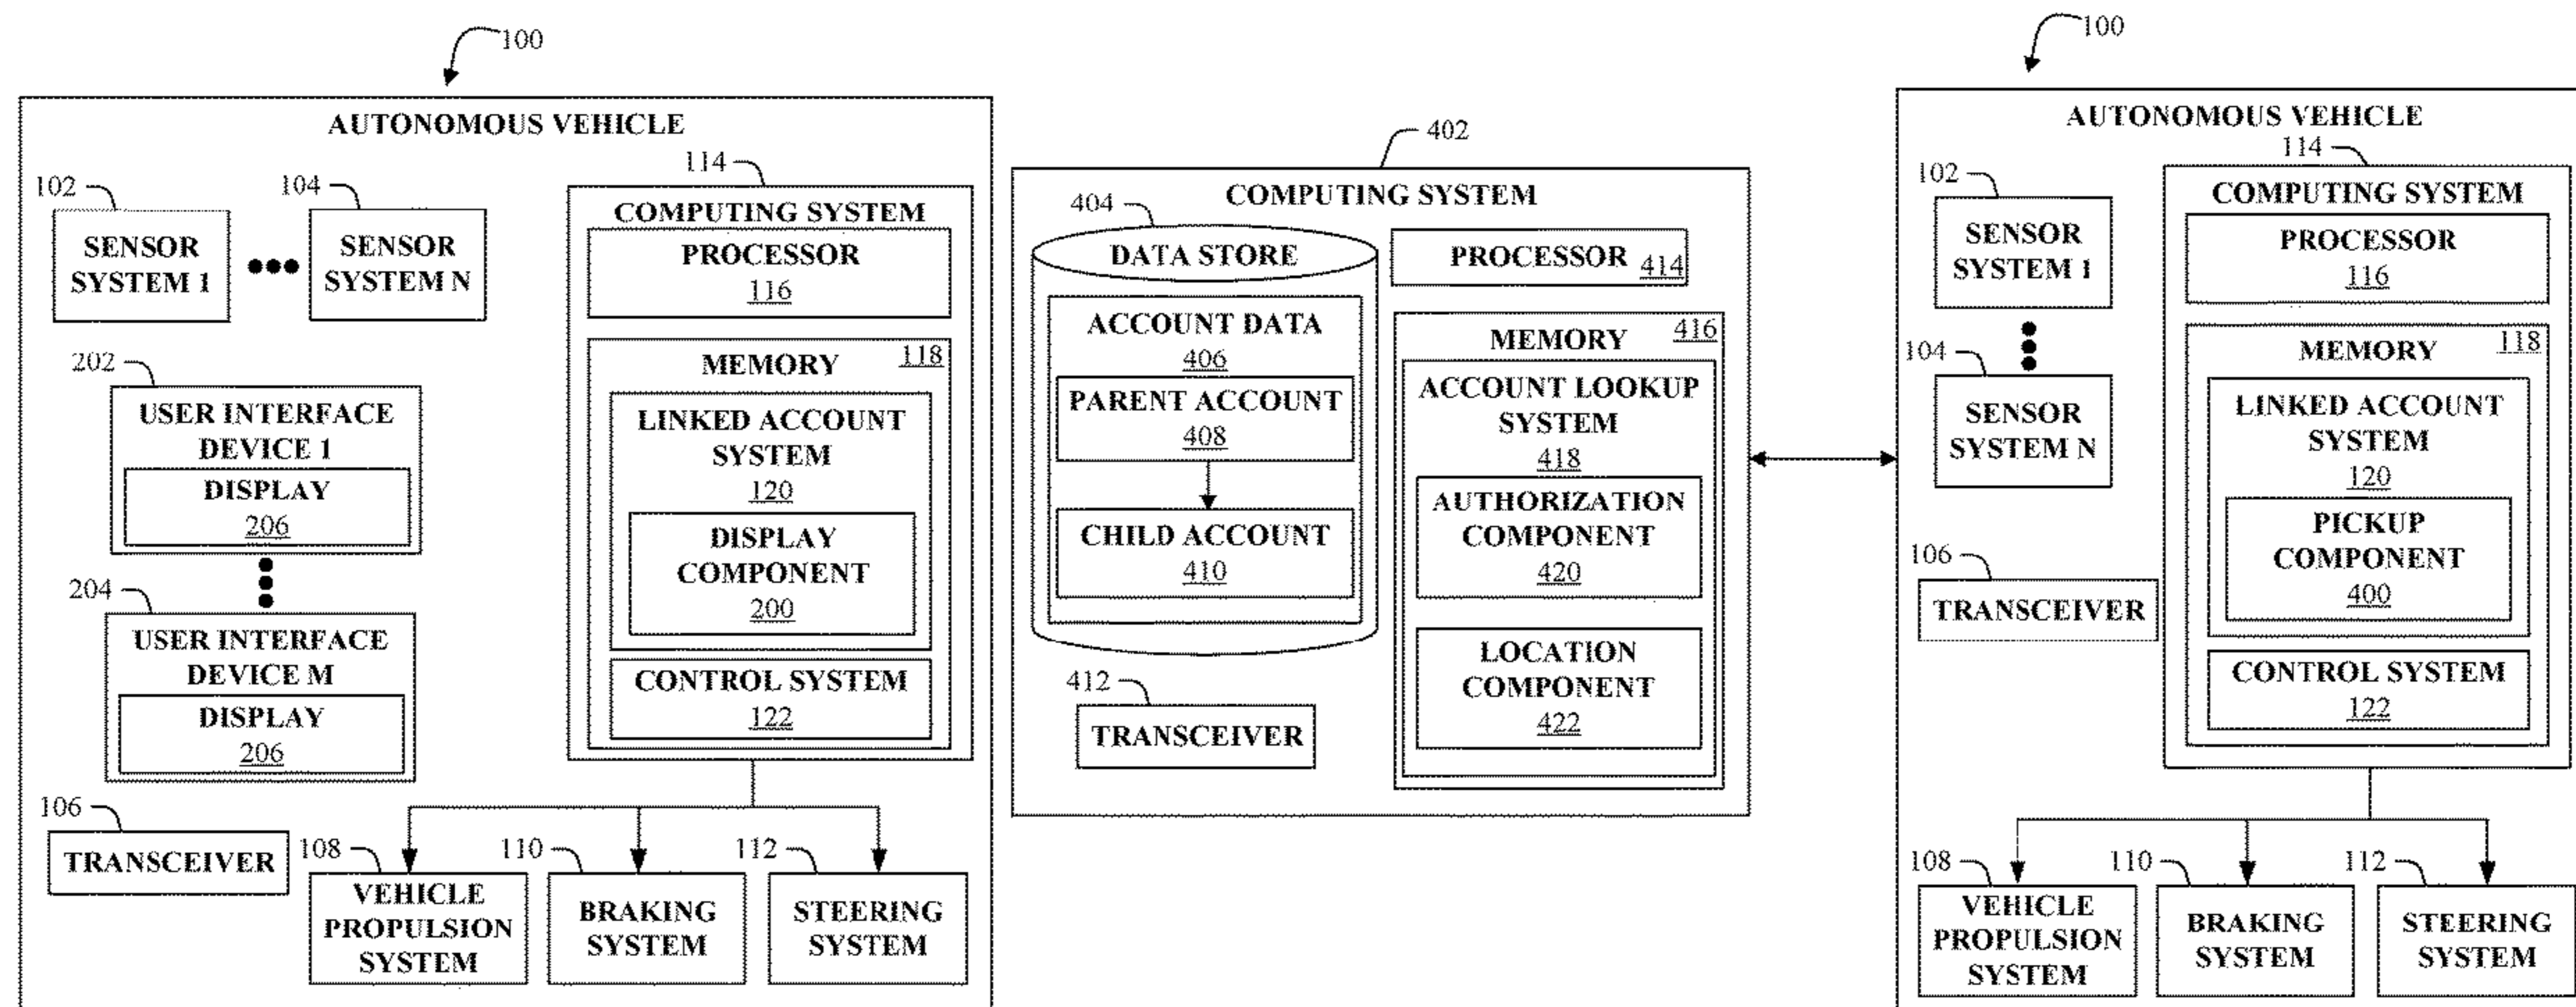 100
AUTONOMOUS VEHICLE
102
104
SENSOR
SYSTEM 1
SENSOR
SYSTEM N
202
USER INTERFACE
DEVICE 1
DISPLAY
206
204
USER INTERFACE
DEVICE M
DISPLAY
206
106
TRANSCEIVER
114
COMPUTING SYSTEM
PROCESSOR
116
MEMORY
118
LINKED ACCOUNT
SYSTEM
120
DISPLAY
COMPONENT
200
CONTROL SYSTEM
122
108
VEHICLE
PROPULSION
SYSTEM
110
BRAKING
SYSTEM
112
STEERING
SYSTEM
402
COMPUTING SYSTEM
404
DATA STORE
ACCOUNT DATA
406
PARENT ACCOUNT
408
CHILD ACCOUNT
410
412
TRANSCEIVER
PROCESSOR 414
MEMORY
416
ACCOUNT LOOKUP
SYSTEM
418
AUTHORIZATION
COMPONENT
420
LOCATION
COMPONENT
422
100
AUTONOMOUS VEHICLE
102
SENSOR
SYSTEM 1
104
SENSOR
SYSTEM N
106
TRANSCEIVER
114
COMPUTING SYSTEM
PROCESSOR
116
MEMORY
118
LINKED ACCOUNT
SYSTEM
120
PICKUP
COMPONENT
400
CONTROL SYSTEM
122
108
VEHICLE
PROPULSION
SYSTEM
110
BRAKING
SYSTEM
112
STEERING
SYSTEM